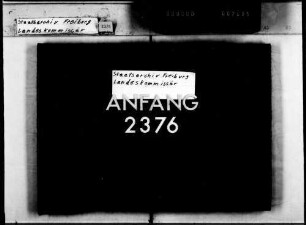 Staatsarchiv Freiburg
Landeskommissär
Staatsarchiv Freiburg
Landeskommissär
ANFANG
2376